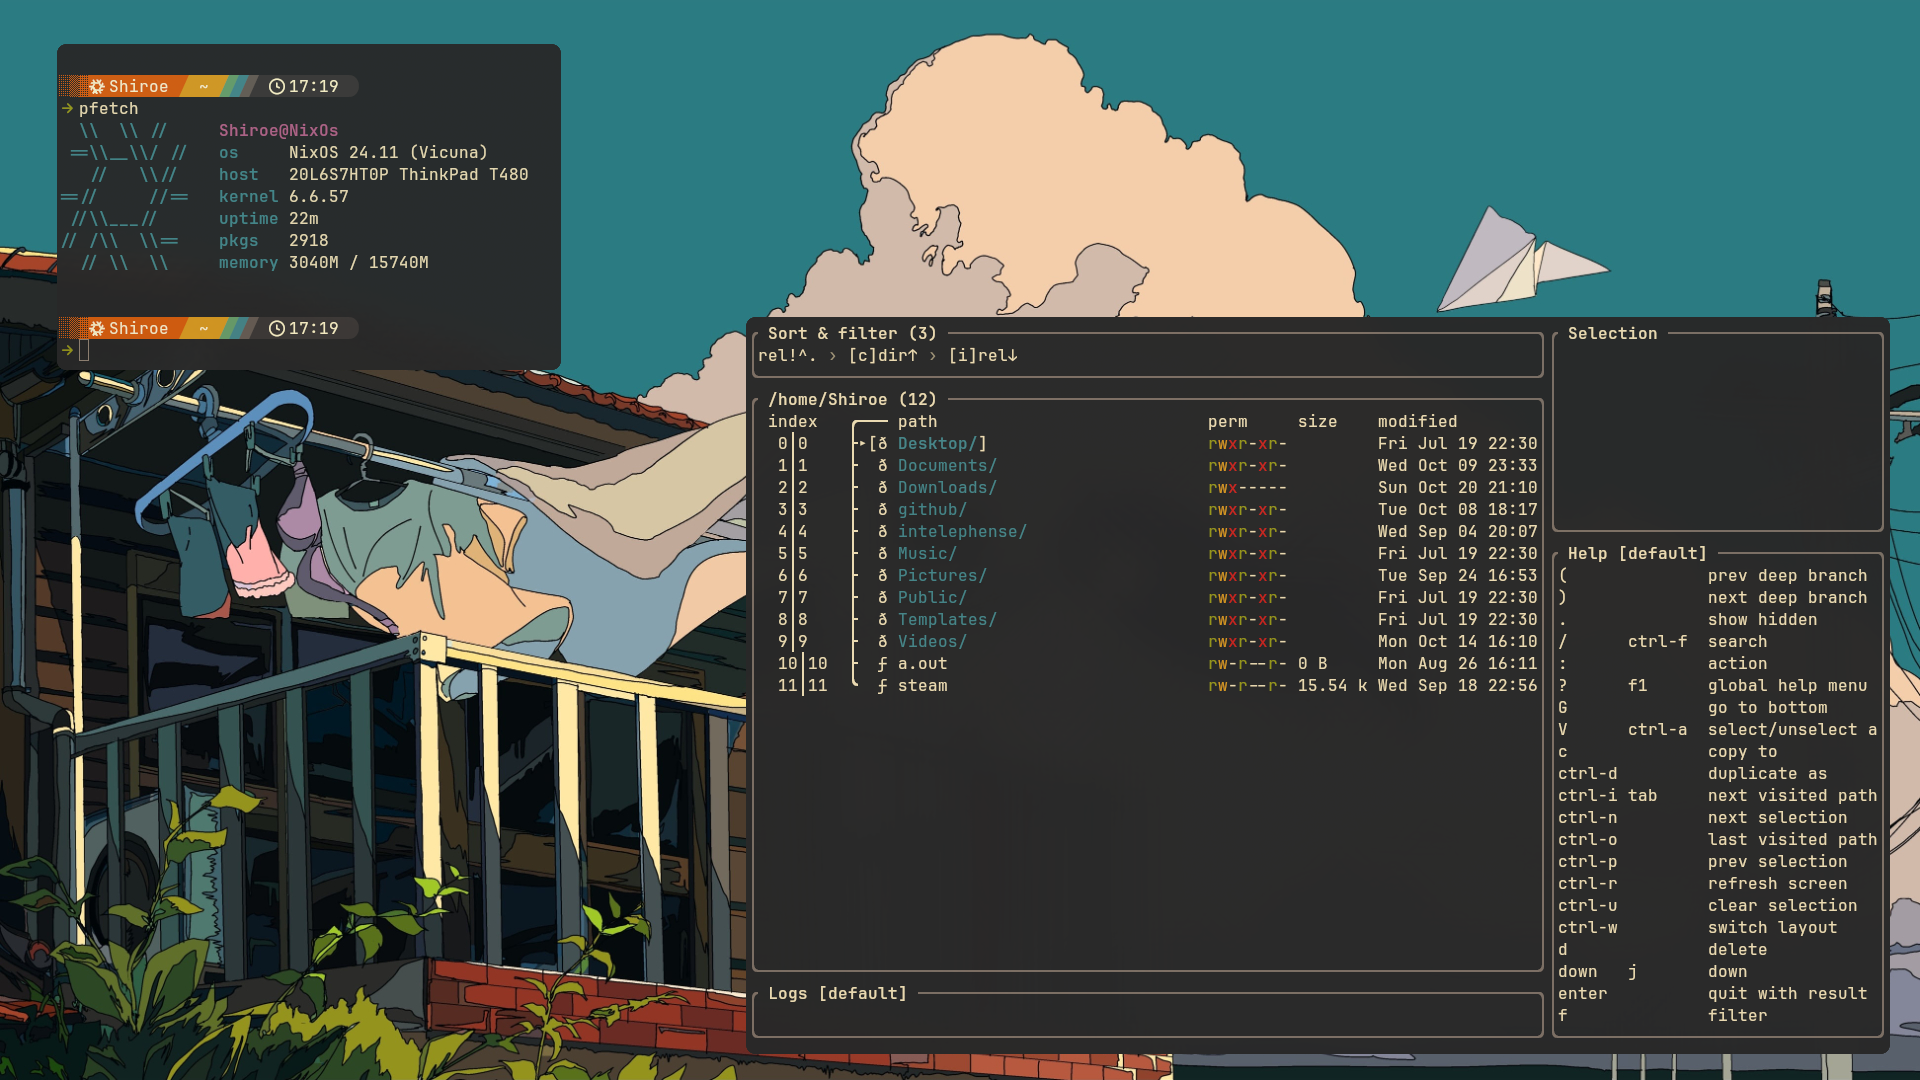 Shiroe ~ 17:19
→ pfetch
\\  \\ //     Shiroe@NixOs
==\\__\\/ //   os     NixOS 24.11 (Vicuna)
//   \\//    host   20L6S7HT0P ThinkPad T480
==//     //==   kernel 6.6.57
//\\___//      uptime 22m
// /\\  \\==    pkgs   2918
// \\  \\     memory 3040M / 15740M
Shiroe ~ 17:19
→
Sort & filter (3)
rel!^. › [c]dir↑ › [i]rel↓
/home/Shiroe (12)
index path perm size modified
0│0 ├▸[ð Desktop/] rwxr-xr- Fri Jul 19 22:30
1│1 ├ ð Documents/ rwxr-xr- Wed Oct 09 23:33
2│2 ├ ð Downloads/ rwx----- Sun Oct 20 21:10
3│3 ├ ð github/ rwxr-xr- Tue Oct 08 18:17
4│4 ├ ð intelephense/ rwxr-xr- Wed Sep 04 20:07
5│5 ├ ð Music/ rwxr-xr- Fri Jul 19 22:30
6│6 ├ ð Pictures/ rwxr-xr- Tue Sep 24 16:53
7│7 ├ ð Public/ rwxr-xr- Fri Jul 19 22:30
8│8 ├ ð Templates/ rwxr-xr- Fri Jul 19 22:30
9│9 ├ ð Videos/ rwxr-xr- Mon Oct 14 16:10
10│10 ├ ƒ a.out rw-r--r- 0 B Mon Aug 26 16:11
11│11 ╰ ƒ steam rw-r--r- 15.54 k Wed Sep 18 22:56
Logs [default]
Selection
Help [default]
( prev deep branch
) next deep branch
. show hidden
/ ctrl-f search
: action
? f1 global help menu
G go to bottom
V ctrl-a select/unselect a
c copy to
ctrl-d duplicate as
ctrl-i tab next visited path
ctrl-n next selection
ctrl-o last visited path
ctrl-p prev selection
ctrl-r refresh screen
ctrl-u clear selection
ctrl-w switch layout
d delete
down j down
enter quit with result
f filter